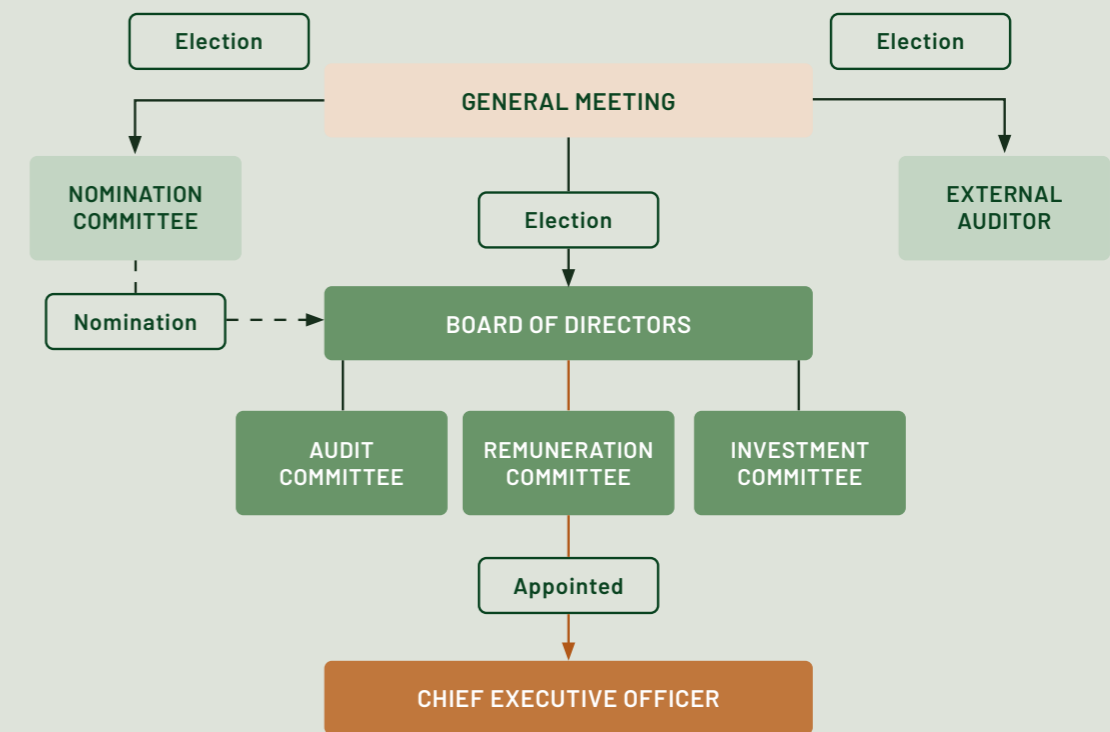 Election
Election
GENERAL MEETING
NOMINATION
COMMITTEE
EXTERNAL
AUDITOR
Election
Nomination
BOARD OF DIRECTORS
AUDIT
COMMITTEE
REMUNERATION
COMMITTEE
INVESTMENT
COMMITTEE
Appointed
CHIEF EXECUTIVE OFFICER